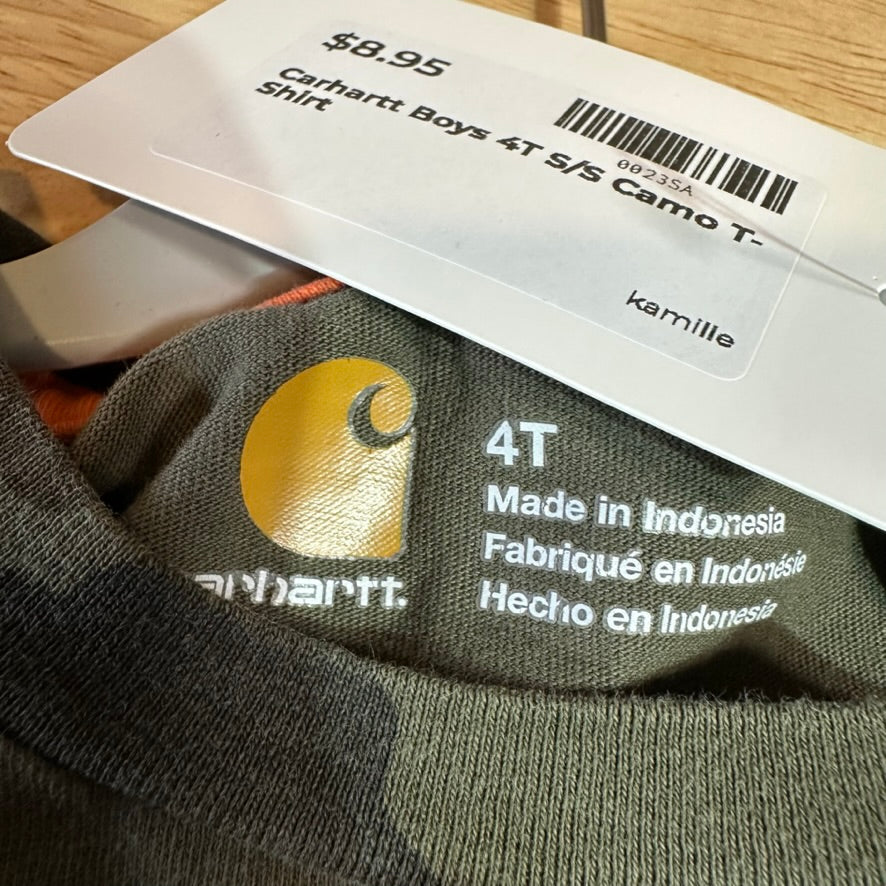 $8.95
Carhartt Boys 4T S/S Camo T-
Shirt
0023SA
kamille
4T
Made in Indonesia
Fabriqué en Indonésie
Hecho en Indonesia
arhartt.